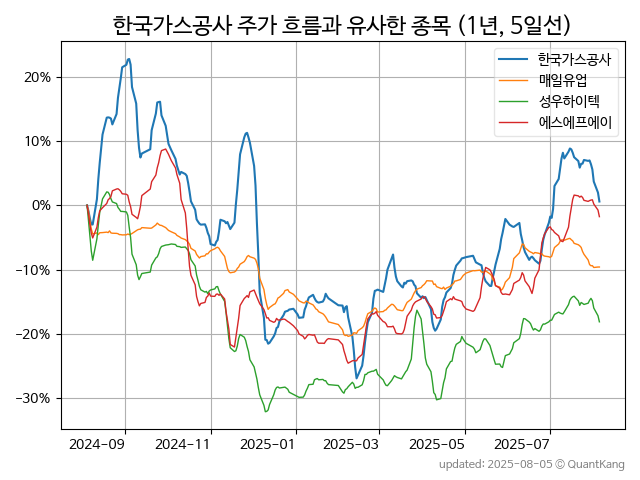 한국가스공사 주가 흐름과 유사한 종목 (1년, 5일선)
한국가스공사
매일유업
성우하이텍
에스에프에이
20%
10%
0%
−10%
−20%
−30%
2024-09 2024-11 2025-01 2025-03 2025-05 2025-07
updated: 2025-08-05 ⓒ QuantKang